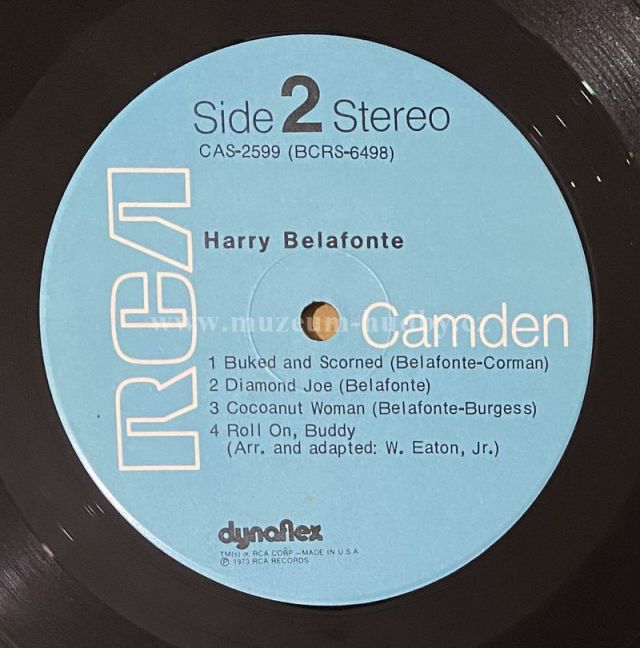 Side 2 Stereo
CAS-2599 (BCRS-6498)
RCA
Harry Belafonte
www.muzeum-hudby.cz
Camden
1 Buked and Scorned (Belafonte-Corman)
2 Diamond Joe (Belafonte)
3 Cocoanut Woman (Belafonte-Burgess)
4 Roll On, Buddy
(Arr. and adapted: W. Eaton, Jr.)
dynaflex
TM(s) ® RCA CORP.-MADE IN U.S.A.
Ⓟ 1973 RCA RECORDS